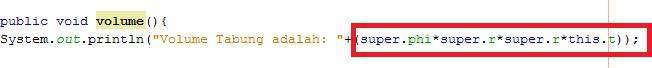 public void volume(){
System.out.println("Volume Tabung adalah: "+(super.phi*super.r*super.r*this.t));